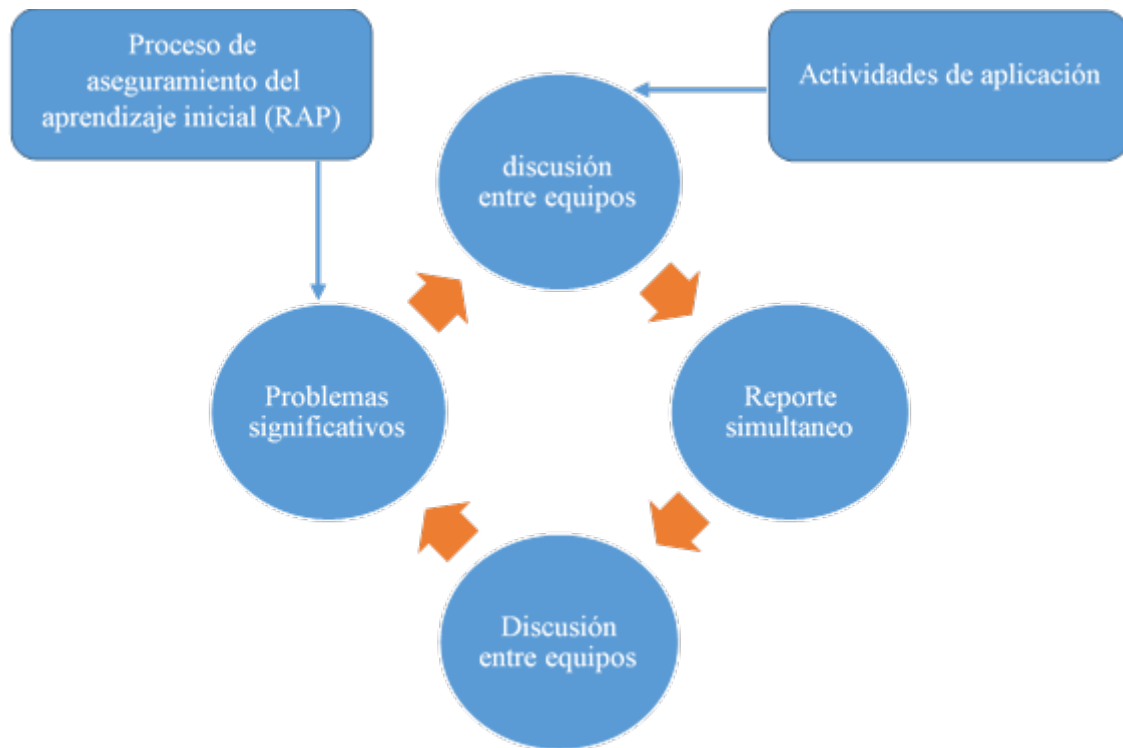 Proceso de
aseguramiento del
aprendizaje inicial (RAP)
Actividades de aplicación
discusión
entre equipos
Problemas
significativos
Reporte
simultaneo
Discusión
entre equipos